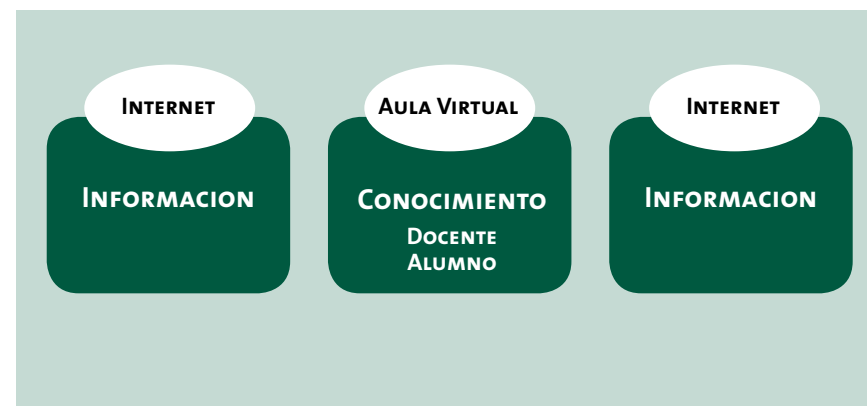 Internet
Informacion
Aula Virtual
Conocimiento
Docente
Alumno
Internet
Informacion